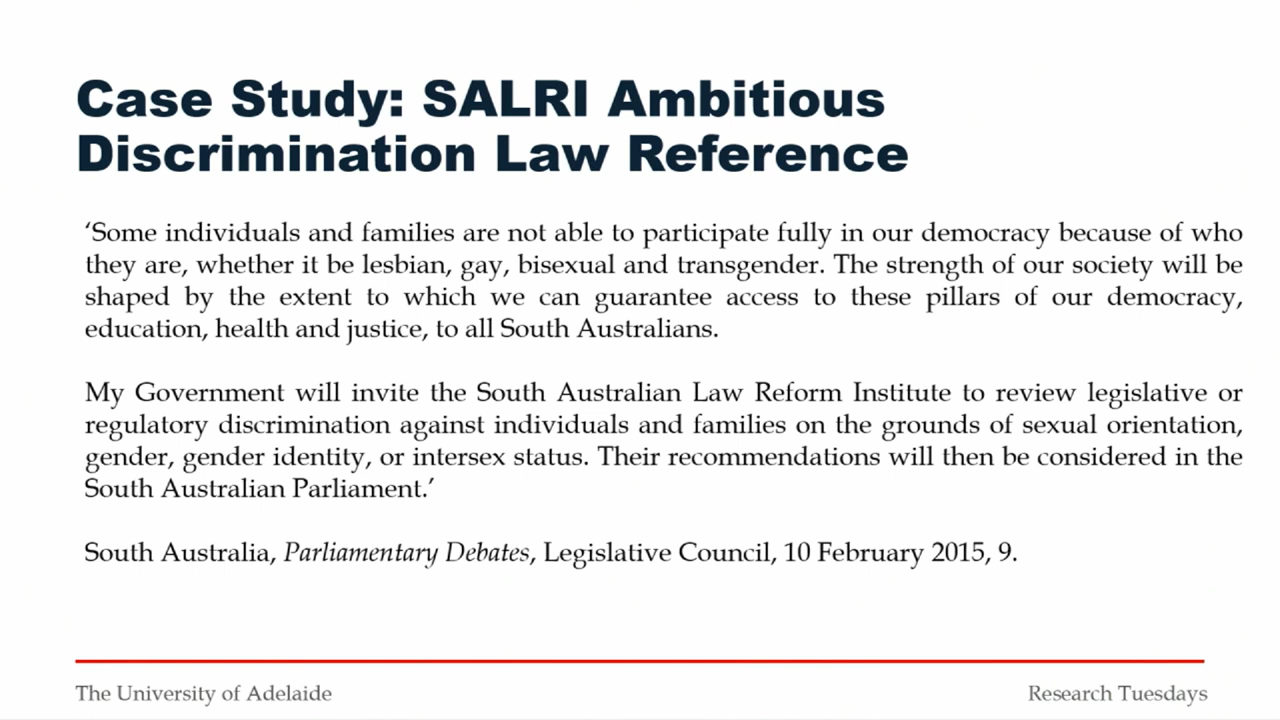 Case Study: SALRI Ambitious
Discrimination Law Reference
‘Some individuals and families are not able to participate fully in our democracy because of who
they are, whether it be lesbian, gay, bisexual and transgender. The strength of our society will be
shaped by the extent to which we can guarantee access to these pillars of our democracy,
education, health and justice, to all South Australians.
My Government will invite the South Australian Law Reform Institute to review legislative or
regulatory discrimination against individuals and families on the grounds of sexual orientation,
gender, gender identity, or intersex status. Their recommendations will then be considered in the
South Australian Parliament.’
South Australia, Parliamentary Debates, Legislative Council, 10 February 2015, 9.
The University of Adelaide
Research Tuesdays